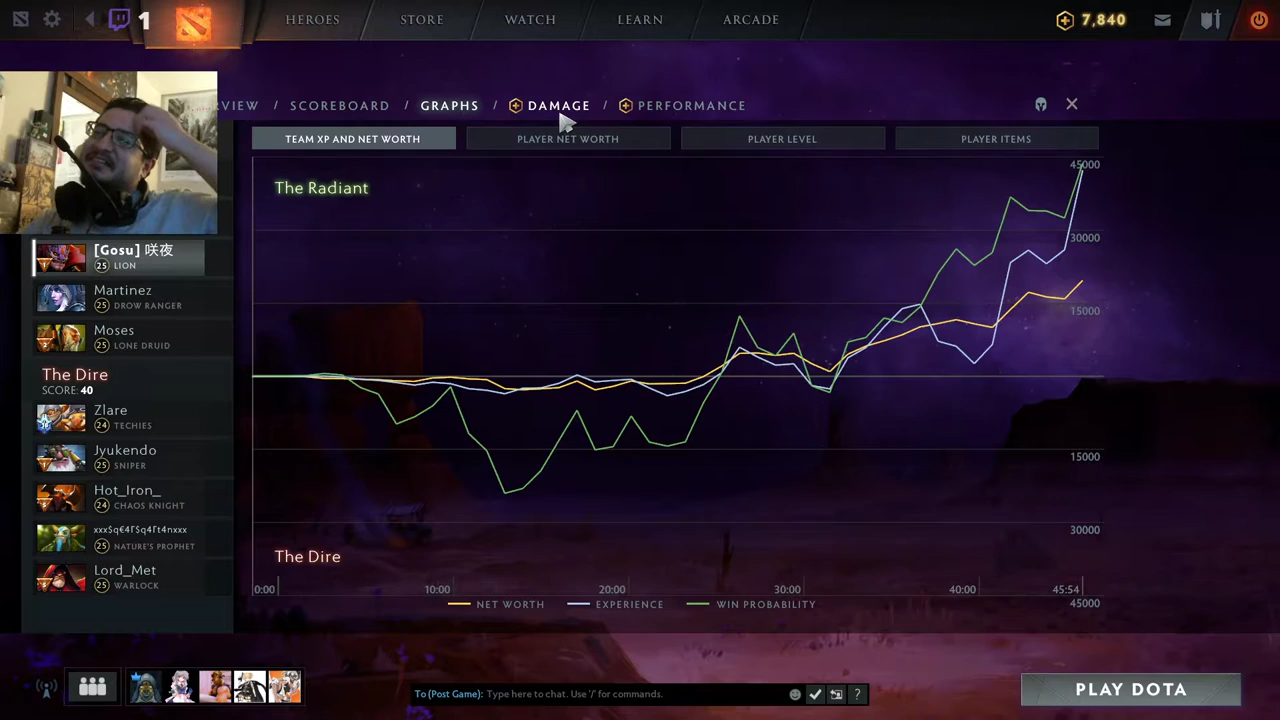 1
HEROES
STORE
WATCH
LEARN
ARCADE
7,840
VIEW / SCOREBOARD / GRAPHS / DAMAGE / PERFORMANCE
TEAM XP AND NET WORTH
PLAYER NET WORTH
PLAYER LEVEL
PLAYER ITEMS
The Radiant
45000
30000
15000
15000
30000
The Dire
0:00
10:00
20:00
30:00
40:00
45:54
45000
NET WORTH
EXPERIENCE
WIN PROBABILITY
[Gosu] 咲夜
25 LION
Martinez
25 DROW RANGER
Moses
25 LONE DRUID
The Dire
SCORE: 40
Zlare
24 TECHIES
Jyukendo
25 SNIPER
Hot_Iron_
24 CHAOS KNIGHT
xxx$q€4Γ$q4Γt4nxxx
25 NATURE'S PROPHET
Lord_Met
25 WARLOCK
To (Post Game): Type here to chat. Use '/' for commands.
?
PLAY DOTA